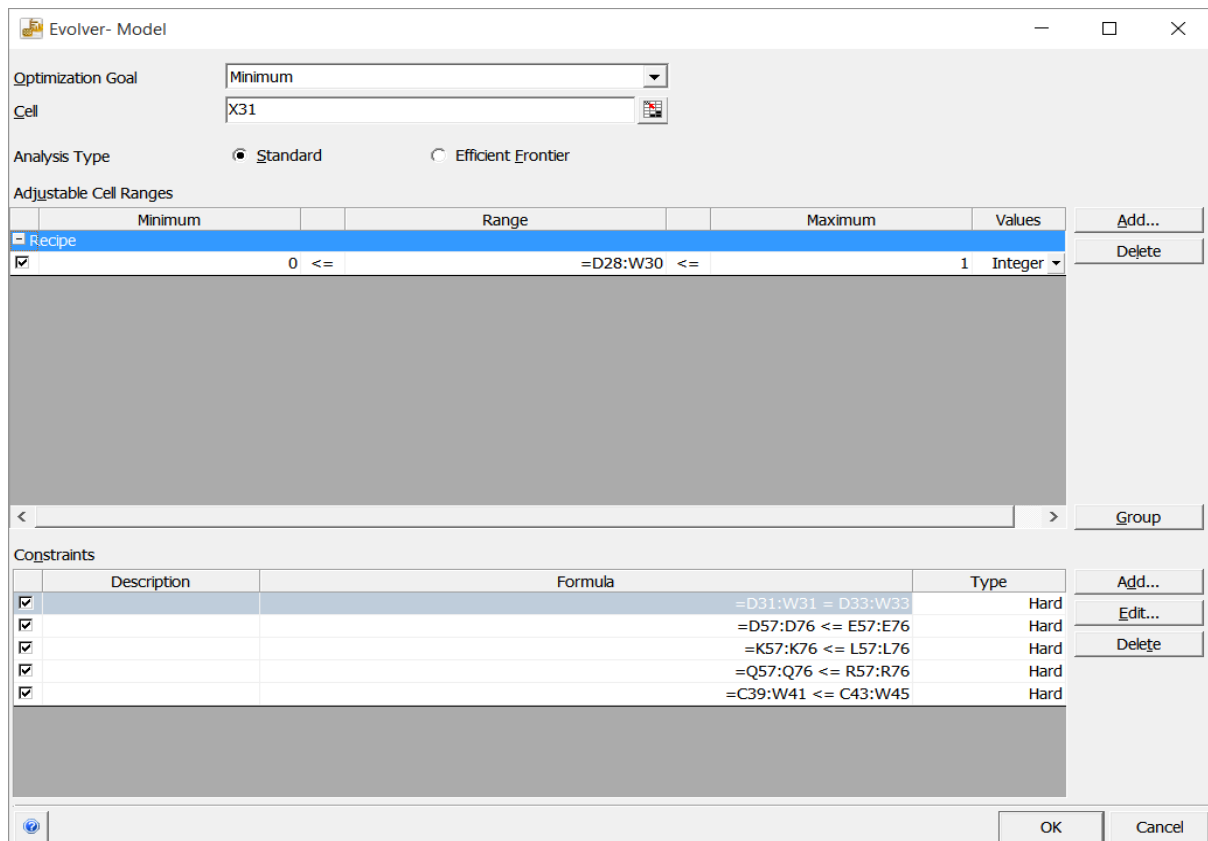 Evolver- Model
Optimization Goal Minimum
Cell X31
Analysis Type Standard Efficient Frontier
Adjustable Cell Ranges
Minimum Range Maximum Values Add...
Recipe
Delete
0 <= =D28:W30 <= 1 Integer
Group
Constraints
Description Formula Type Add...
=D31:W31 = D33:W33 Hard
Edit...
=D57:D76 <= E57:E76 Hard
=K57:K76 <= L57:L76 Hard Delete
=Q57:Q76 <= R57:R76 Hard
=C39:W41 <= C43:W45 Hard
OK Cancel